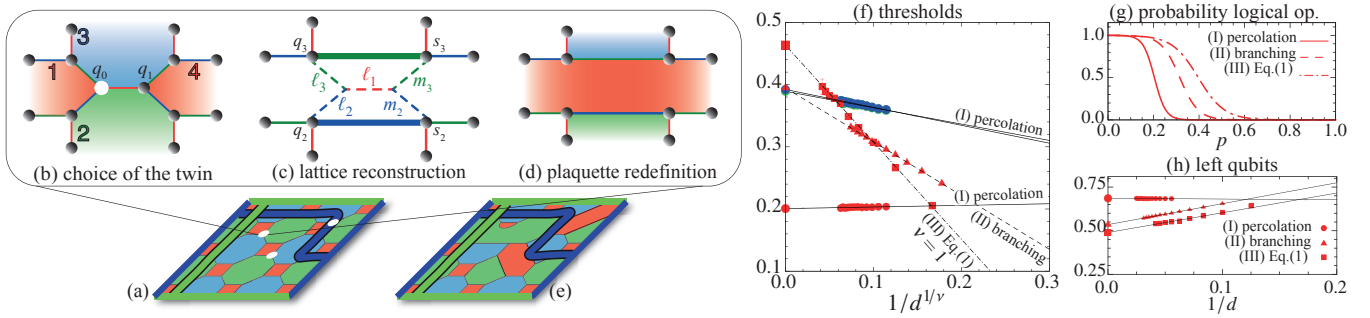 3
q0
q1
1
4
2
(b) choice of the twin
q3
s3
ℓ3
ℓ1
m3
ℓ2
m2
q2
s2
(c) lattice reconstruction
(d) plaquette redefinition
(a)
(e)
(f) thresholds
0.5
0.4
0.3
0.2
0.1
0
0.1
0.2
0.3
1/d^{1/ν}
(I) percolation
(I) percolation
(II) branching
(III) Eq.(1)
ν = 1
(g) probability logical op.
1.0
0.5
0.0
0.0
0.2
0.4
0.6
0.8
1.0
p
(I) percolation
(II) branching
(III) Eq.(1)
(h) left qubits
0.75
0.50
0.25
0
0.1
0.2
1/d
(I) percolation
(II) branching
(III) Eq.(1)